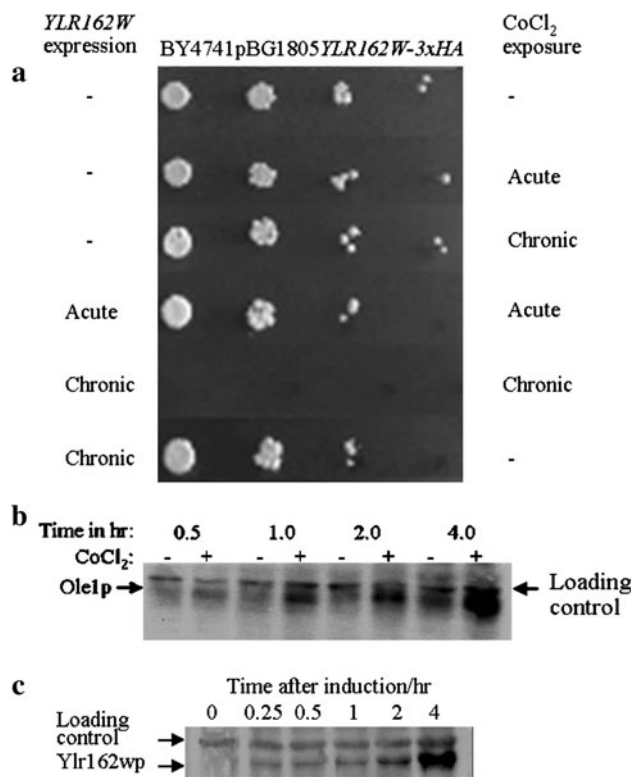 YLR162W expression BY4741pBG1805YLR162W-3xHA CoCl2 exposure
a
- -
- Acute
- Chronic
Acute Acute
Chronic Chronic
Chronic -
b
Time in hr: 0.5 1.0 2.0 4.0
CoCl2: - + - + - + - +
Ole1p Loading control
c
Time after induction/hr
0 0.25 0.5 1 2 4
Loading control
Ylr162wp